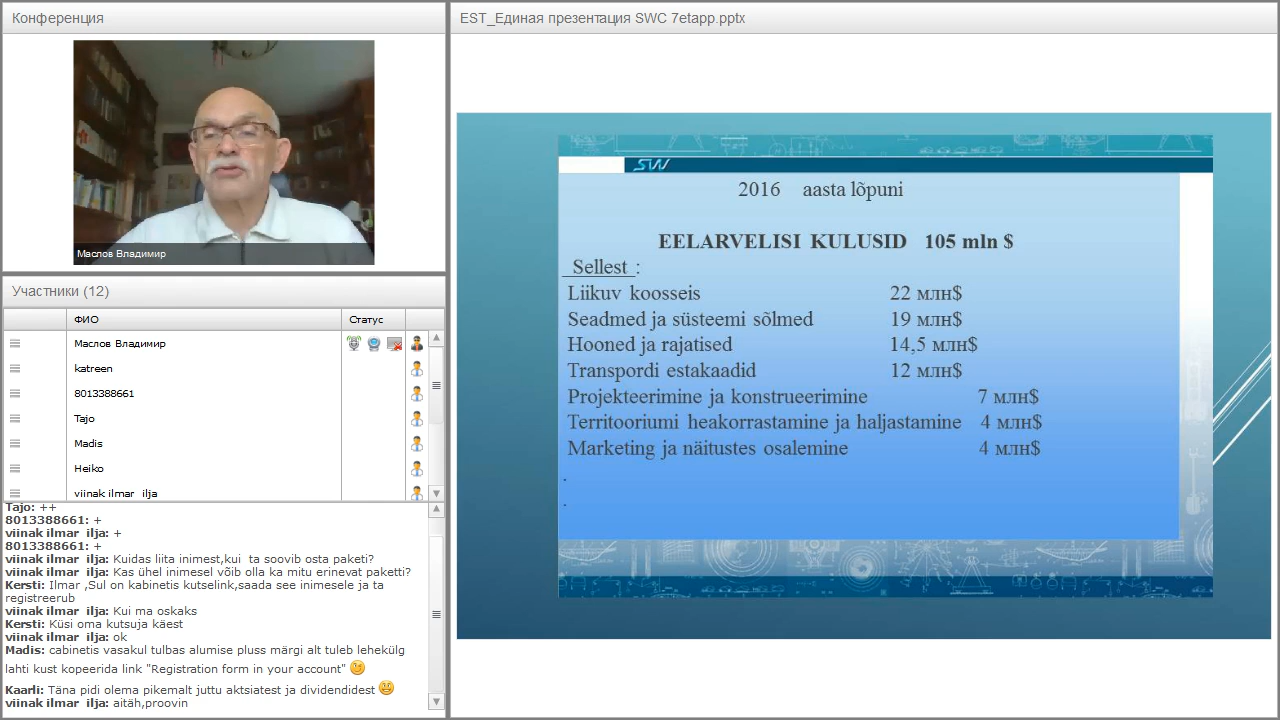 Конференция
Маслов Владимир
Участники (12)
ФИО
Статус
Маслов Владимир
katreen
8013388661
Tajo
Madis
Heiko
viinak ilmar ilja
Tajo: ++
8013388661: +
viinak ilmar ilja: +
8013388661: +
viinak ilmar ilja: Kuidas liita inimest,kui ta soovib osta paketi?
viinak ilmar ilja: Kas ühel inimesel võib olla ka mitu erinevat paketti?
Kersti: Ilmar ,Sul on kabinetis kutselink,saada see inimesele ja ta
registreerub
viinak ilmar ilja: Kui ma oskaks
Kersti: Küsi oma kutsuja käest
viinak ilmar ilja: ok
Madis: cabinetis vasakul tulbas alumise pluss märgi alt tuleb lehekülg
lahti kust kopeerida link "Registration form in your account"
Kaarli: Täna pidi olema pikemalt juttu aktsiatest ja dividendidest
viinak ilmar ilja: aitäh,proovin
EST_Единая презентация SWC 7etapp.pptx
SW
2016 aasta lõpuni
EELARVELISI KULUSID 105 mln $
Sellest :
Liikuv koosseis 22 млн$
Seadmed ja süsteemi sõlmed 19 млн$
Hooned ja rajatised 14,5 млн$
Transpordi estakaadid 12 млн$
Projekteerimine ja konstrueerimine 7 млн$
Territooriumi heakorrastamine ja haljastamine 4 млн$
Marketing ja näitustes osalemine 4 млн$
.
.